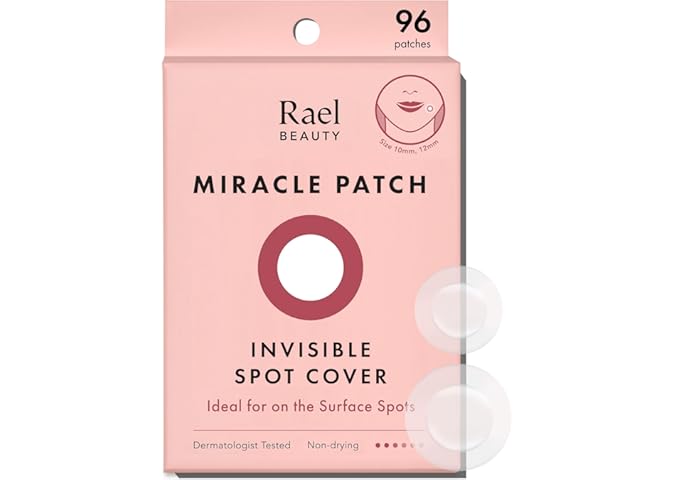 96
patches
Rael
BEAUTY
Size 10mm, 12mm
MIRACLE PATCH
INVISIBLE
SPOT COVER
Ideal for on the Surface Spots
Dermatologist Tested Non-drying